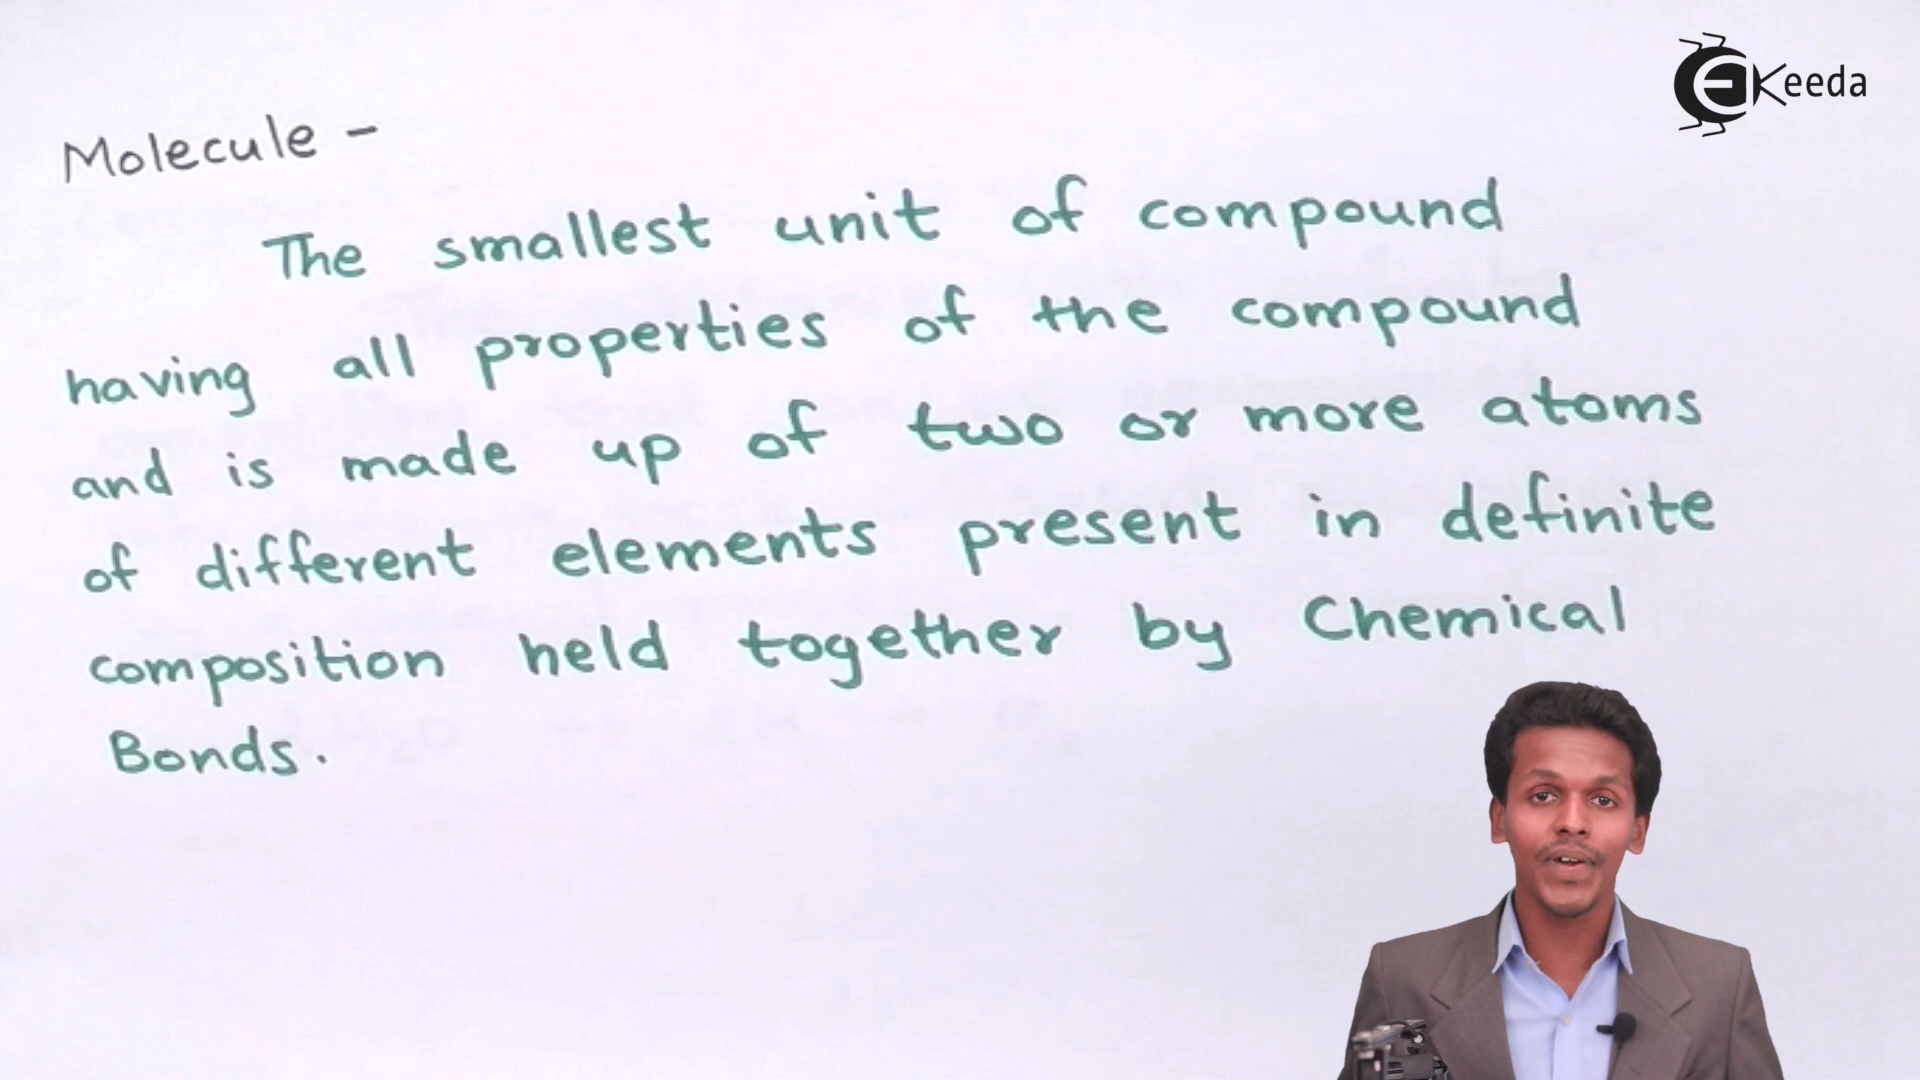 EKeeda
Molecule -
The smallest unit of compound
having all properties of the compound
and is made up of two or more atoms
of different elements present in definite
composition held together by Chemical
Bonds.